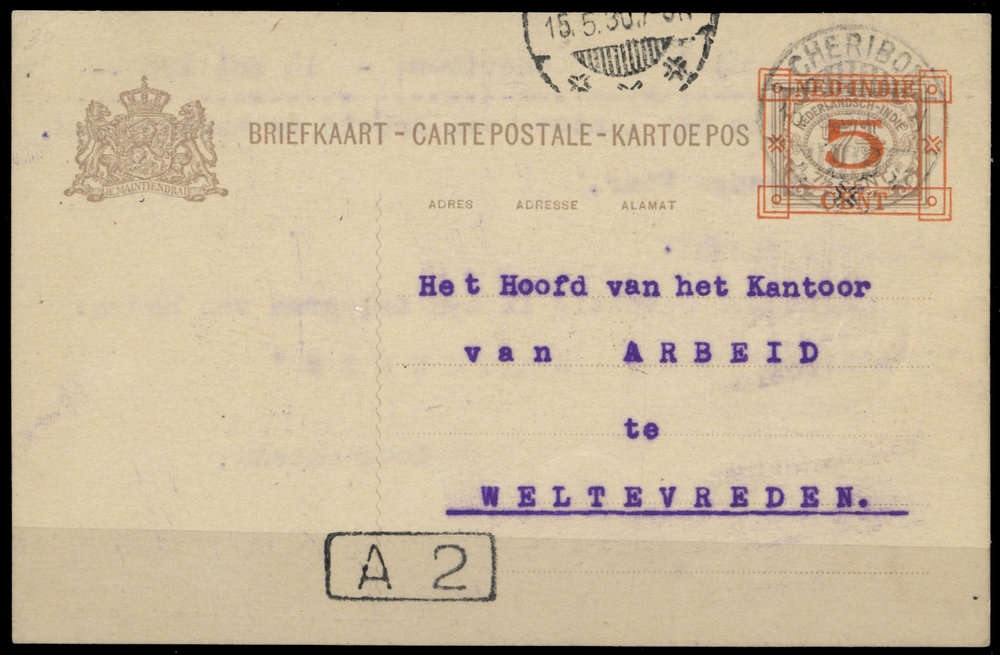 15.5.30.7-8N
CHERIBON
NED-INDIE
NEDERLANDSCH-INDIE
5
CENT
BRIEFKAART-CARTE POSTALE-KARTOE POS
JE MAINTIENDRAI
ADRES ADRESSE ALAMAT
Het Hoofd van het Kantoor
van ARBEID
te
WELTEVREDEN.
A 2